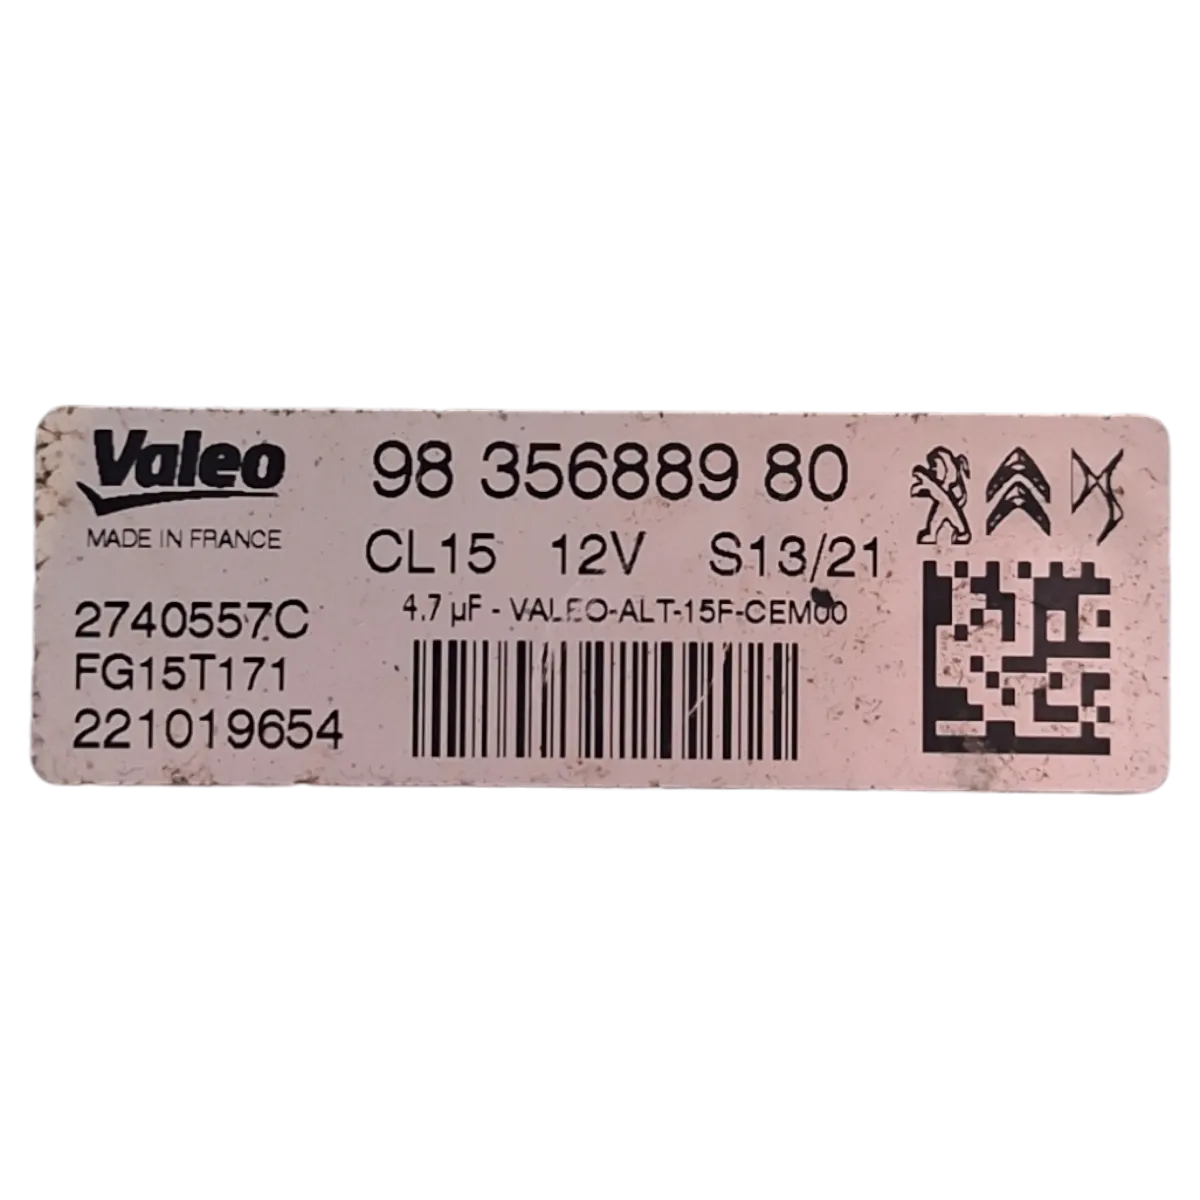 Valeo
MADE IN FRANCE
98 356889 80
CL15 12V S13/21
4.7 µF - VALEO-ALT-15F-CEM00
2740557C
FG15T171
221019654